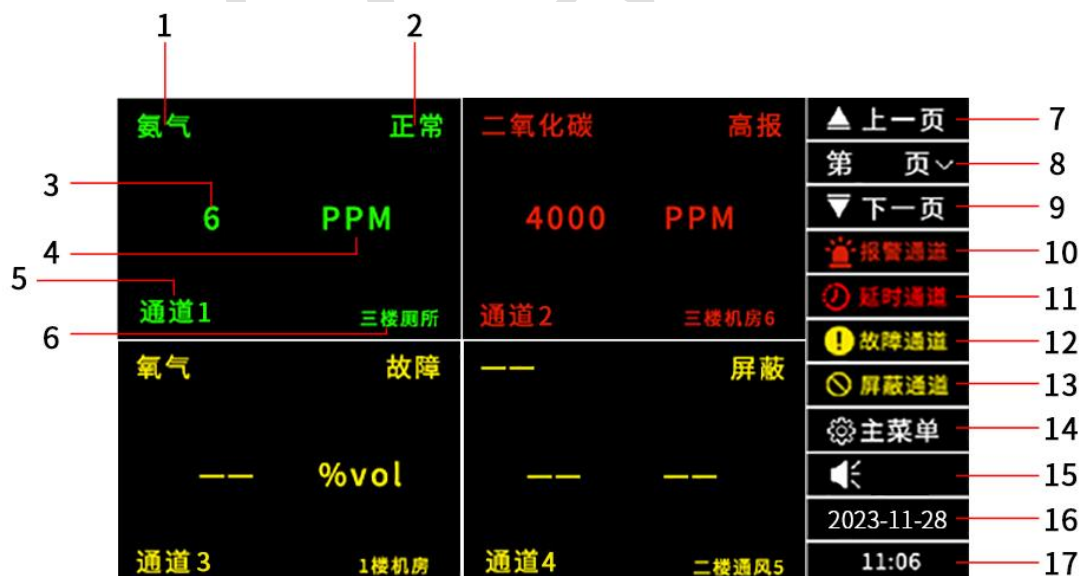 1
2
氨气 正常
3
6 PPM
4
5
通道1 三楼厕所
6
二氧化碳 高报
4000 PPM
通道2 三楼机房6
氧气 故障
—— %vol
通道3 1楼机房
—— 屏蔽
—— ——
通道4 二楼通风5
上一页 7
第 页 8
下一页 9
报警通道 10
延时通道 11
故障通道 12
屏蔽通道 13
主菜单 14
15
2023-11-28 16
11:06 17